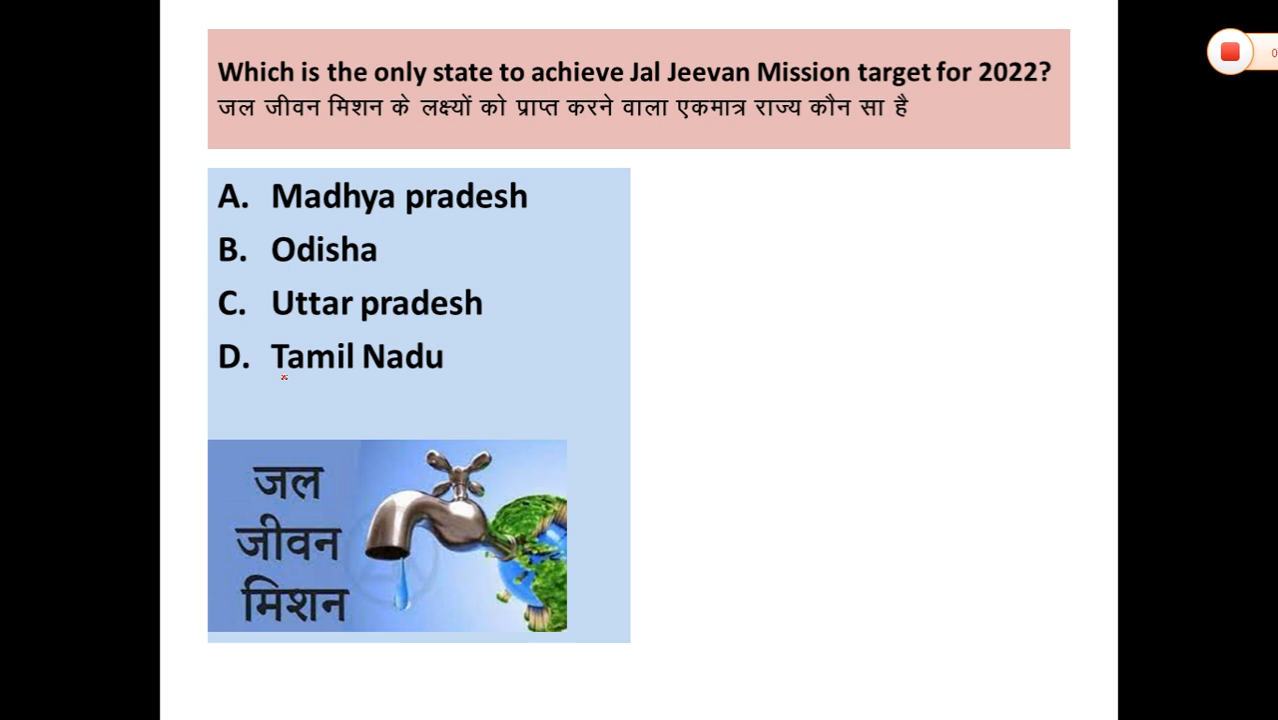 Which is the only state to achieve Jal Jeevan Mission target for 2022?
जल जीवन मिशन के लक्ष्यों को प्राप्त करने वाला एकमात्र राज्य कौन सा है
A. Madhya pradesh
B. Odisha
C. Uttar pradesh
D. Tamil Nadu
जल
जीवन
मिशन
0